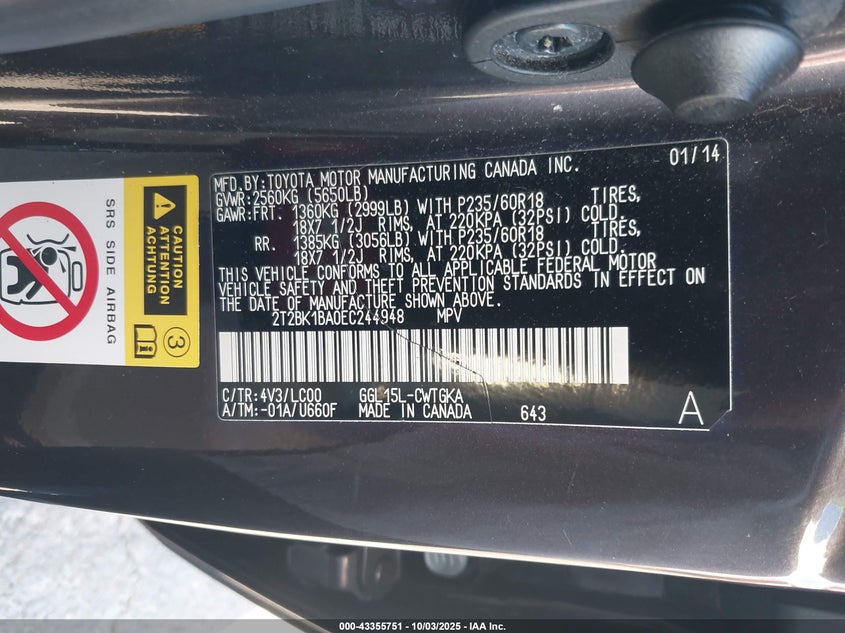 MFD.BY:TOYOTA MOTOR MANUFACTURING CANADA INC. 01/14
GVWR:2560KG (5650LB)
GAWR:FRT. 1360KG (2999LB) WITH P235/60R18 TIRES,
18X7 1/2J RIMS, AT 220KPA (32PSI) COLD.
RR. 1385KG (3056LB) WITH P235/60R18 TIRES,
18X7 1/2J RIMS, AT 220KPA (32PSI) COLD.
THIS VEHICLE CONFORMS TO ALL APPLICABLE FEDERAL MOTOR
VEHICLE SAFETY AND THEFT PREVENTION STANDARDS IN EFFECT ON
THE DATE OF MANUFACTURE SHOWN ABOVE.
2T2BK1BA0EC244948 MPV
C/TR:4V3/LC00 GGL15L-CWTGKA
A/TM:-01A/U660F MADE IN CANADA 643 A
SRS SIDE AIRBAG
CAUTION
ATTENTION
ACHTUNG
3
000-43355751 - 10/03/2025 - IAA Inc.